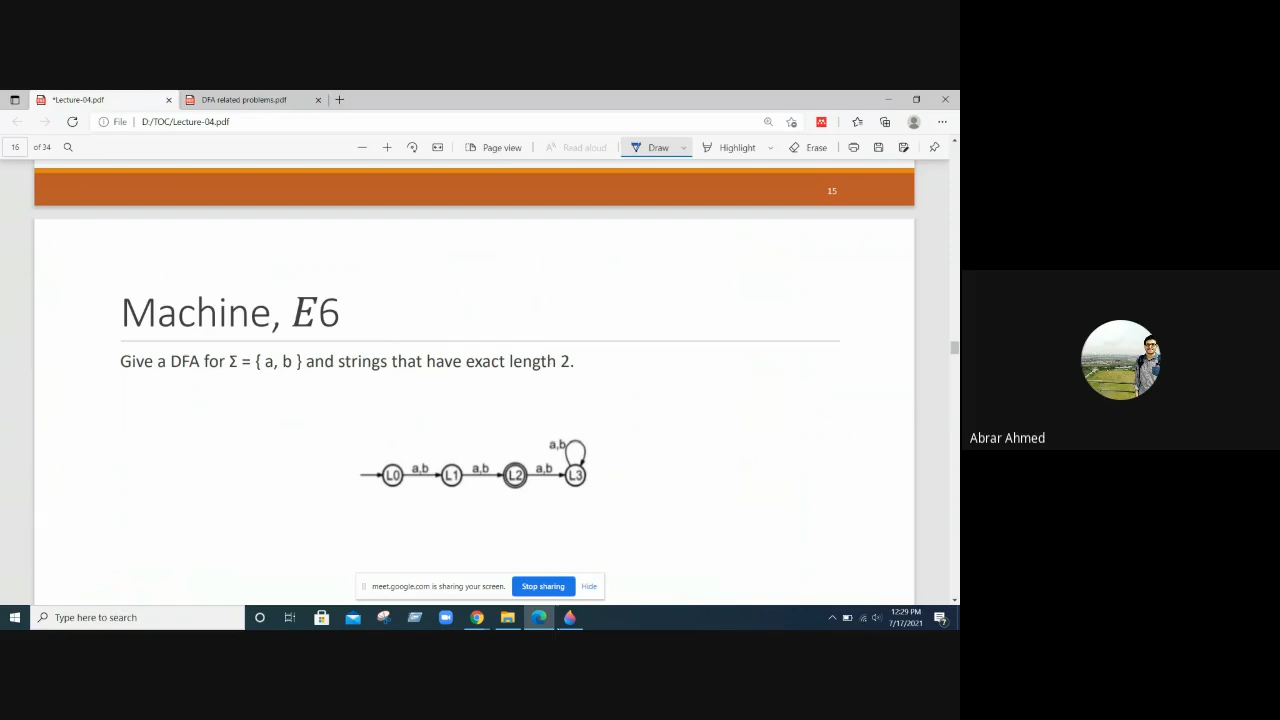 *Lecture-04.pdf
DFA related problems.pdf
File D:/TOC/Lecture-04.pdf
16 of 34 Page view Read aloud Draw Highlight Erase
15
Machine, E6
Give a DFA for Σ = { a, b } and strings that have exact length 2.
a,b
L0 a,b L1 a,b L2 a,b L3
meet.google.com is sharing your screen. Stop sharing Hide
Type here to search
12:29 PM
7/17/2021
Abrar Ahmed